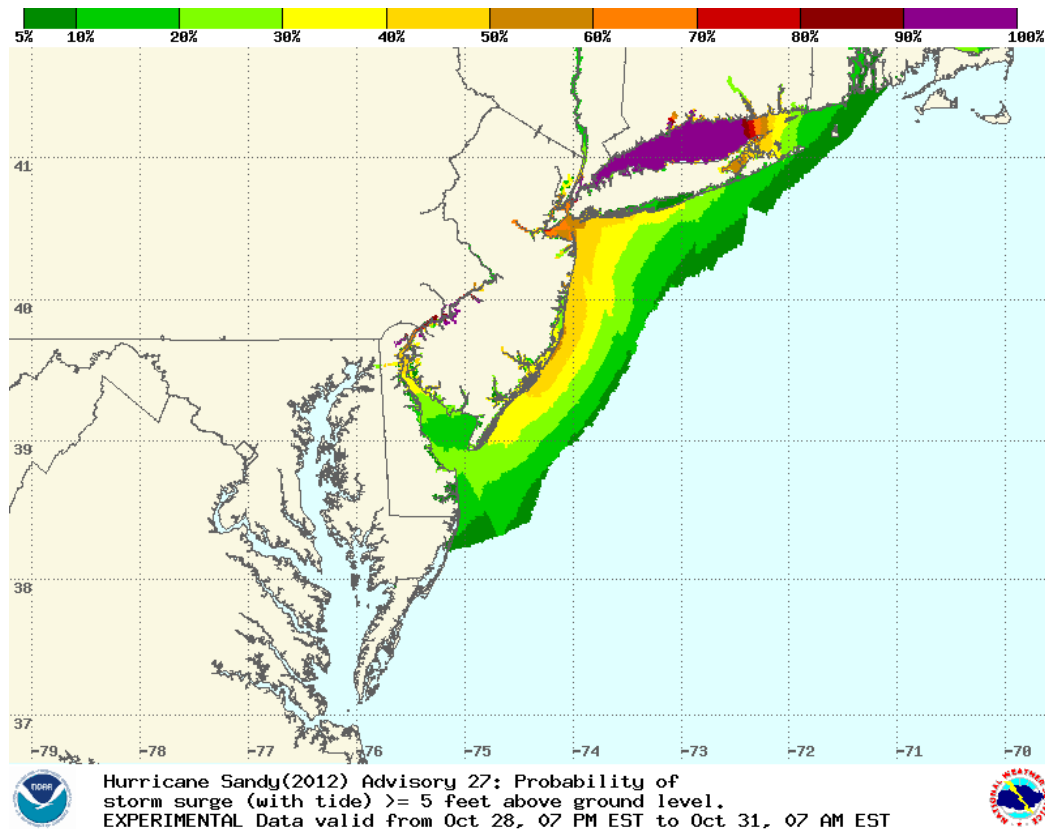 5% 10% 20% 30% 40% 50% 60% 70% 80% 90% 100%
41
40
39
38
37
-79 -78 -77 -76 -75 -74 -73 -72 -71 -70
NOAA
Hurricane Sandy(2012) Advisory 27: Probability of
storm surge (with tide) >= 5 feet above ground level.
EXPERIMENTAL Data valid from Oct 28, 07 PM EST to Oct 31, 07 AM EST
NATIONAL WEATHER